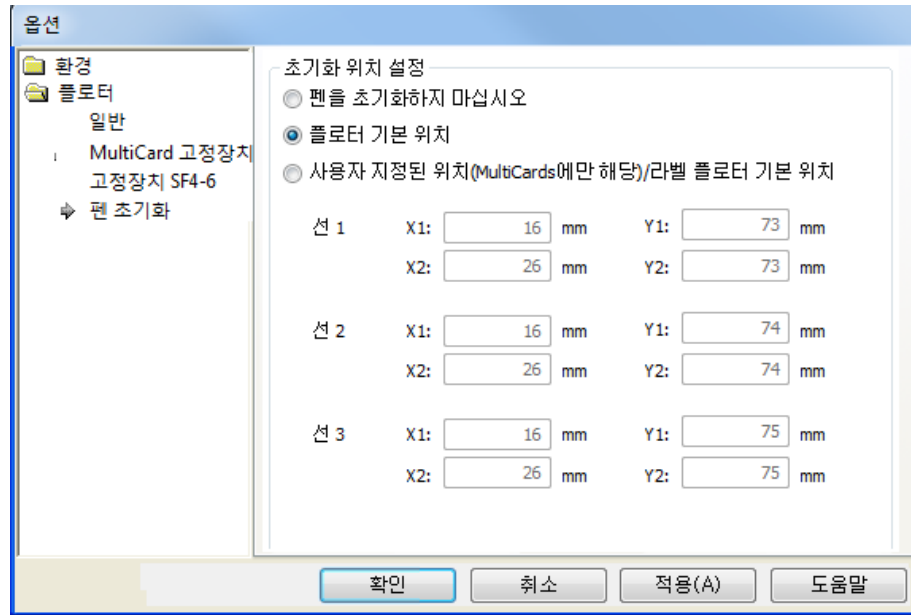 옵션
환경
플로터
일반
MultiCard 고정장치
고정장치 SF4-6
펜 초기화
초기화 위치 설정
펜을 초기화하지 마십시오
플로터 기본 위치
사용자 지정된 위치(MultiCards에만 해당)/라벨 플로터 기본 위치
선 1 X1: 16 mm Y1: 73 mm
X2: 26 mm Y2: 73 mm
선 2 X1: 16 mm Y1: 74 mm
X2: 26 mm Y2: 74 mm
선 3 X1: 16 mm Y1: 75 mm
X2: 26 mm Y2: 75 mm
확인 취소 적용(A) 도움말